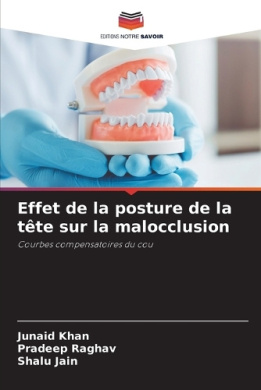 EDITIONS NOTRE SAVOIR
Effet de la posture de la
tête sur la malocclusion
Courbes compensatoires du cou
Junaid Khan
Pradeep Raghav
Shalu Jain